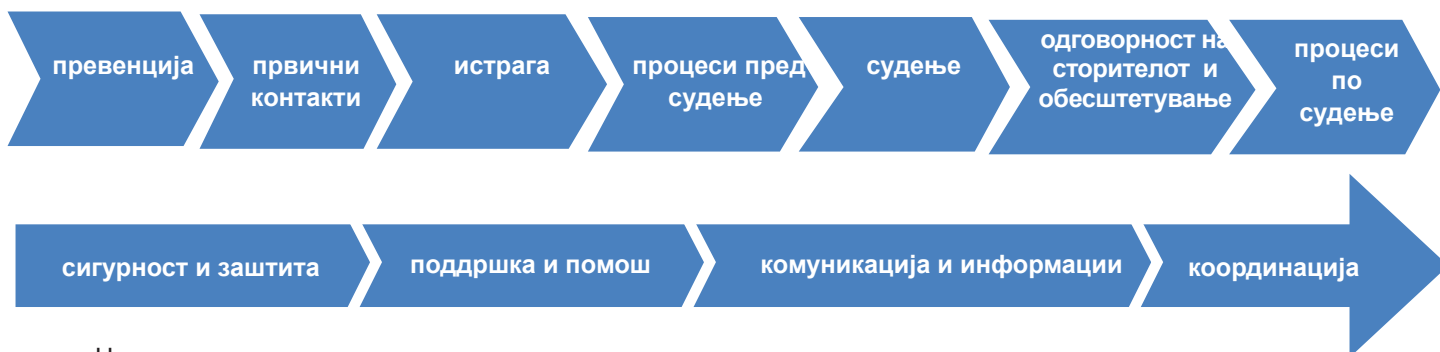 превенција
првични
контакти
истрага
процеси пред
судење
судење
одговорност на
сторителот и
обесштетување
процеси
по
судење
сигурност и заштита
поддршка и помош
комуникација и информации
координација